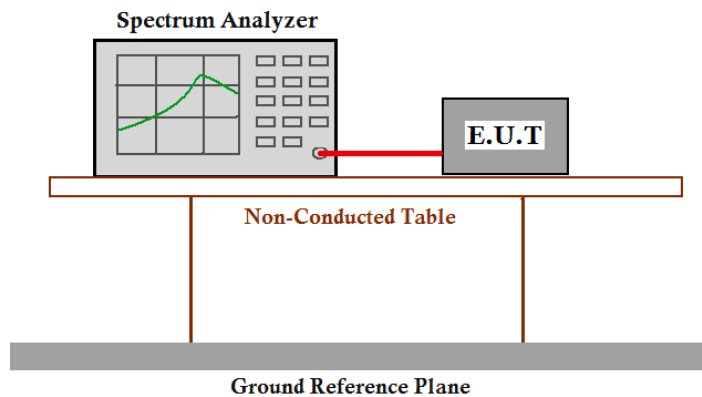 Spectrum Analyzer
E.U.T
Non-Conducted Table
Ground Reference Plane